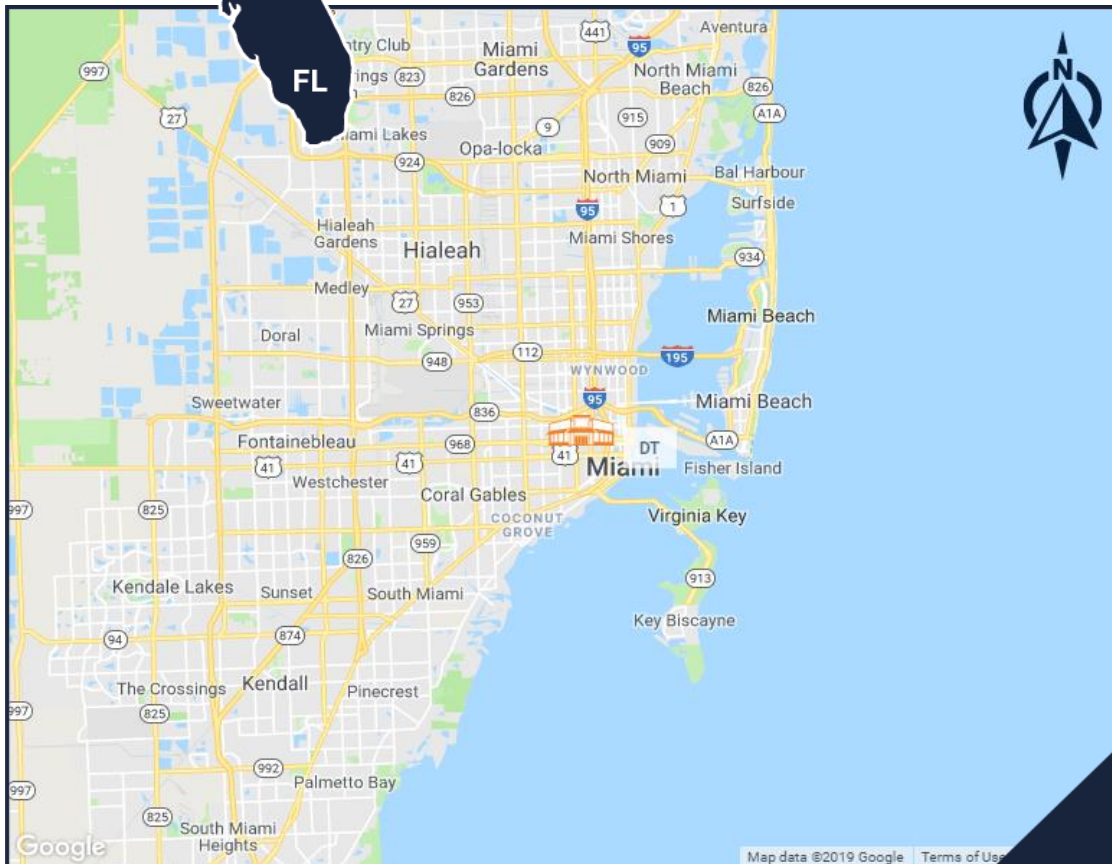 Aventura
441
95
ntry Club
Miami
Gardens
997
823
rings
North Miami
Beach
N
FL
826
826
A1A
27
915
9
iami Lakes
909
Opa-locka
924
Bal Harbour
North Miami
Surfside
95
1
Hialeah
Gardens
Miami Shores
Hialeah
934
Medley
27
953
Miami Beach
Miami Springs
Doral
112
948
195
WYNWOOD
95
Sweetwater
Miami Beach
836
Fontainebleau
968
A1A
DT
41
41
41
Miami
Fisher Island
Westchester
Coral Gables
997
825
COCONUT
GROVE
Virginia Key
959
826
913
Kendale Lakes
Sunset
South Miami
Key Biscayne
94
874
The Crossings
Kendall
Pinecrest
997
825
992
Palmetto Bay
997
825
South Miami
Heights
Google
Map data ©2019 Google
Terms of Use